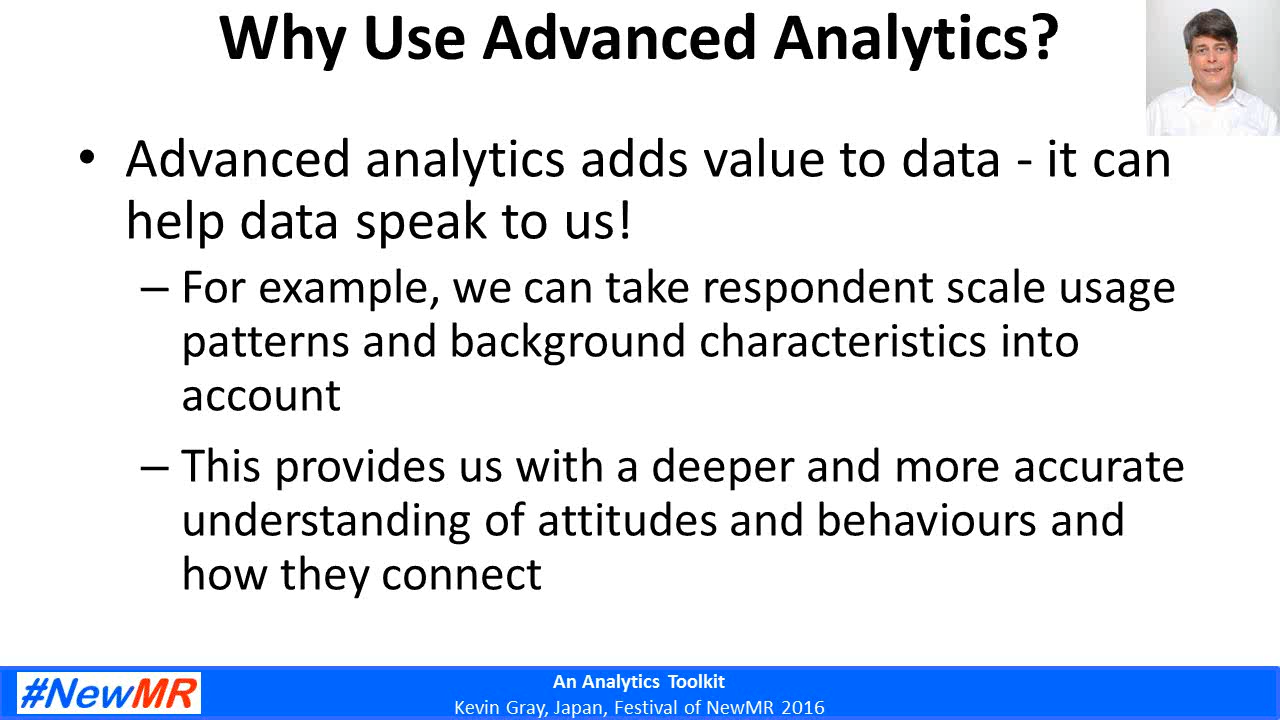 Why Use Advanced Analytics?
• Advanced analytics adds value to data - it can
help data speak to us!
– For example, we can take respondent scale usage
patterns and background characteristics into
account
– This provides us with a deeper and more accurate
understanding of attitudes and behaviours and
how they connect
#NewMR
An Analytics Toolkit
Kevin Gray, Japan, Festival of NewMR 2016